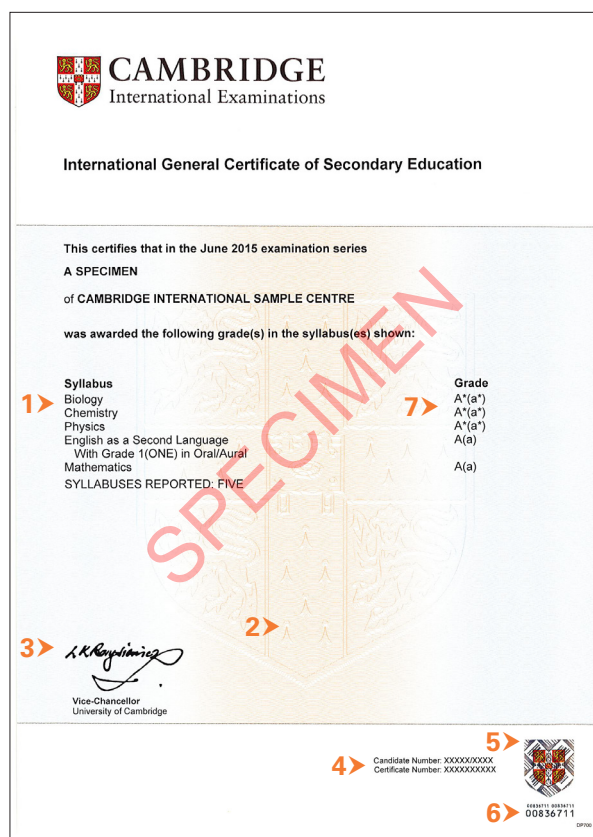 CAMBRIDGE
International Examinations
International General Certificate of Secondary Education
This certifies that in the June 2015 examination series
A SPECIMEN
of CAMBRIDGE INTERNATIONAL SAMPLE CENTRE
was awarded the following grade(s) in the syllabus(es) shown:
Syllabus Grade
1 Biology 7 A*(a*)
Chemistry A*(a*)
Physics A*(a*)
English as a Second Language A(a)
With Grade 1(ONE) in Oral/Aural
Mathematics A(a)
SYLLABUSES REPORTED: FIVE
SPECIMEN
2
3
Vice-Chancellor
University of Cambridge
5
4 Candidate Number: XXXXX/XXXX
Certificate Number: XXXXXXXXXX
00836711 00836711
6 00836711
DP700